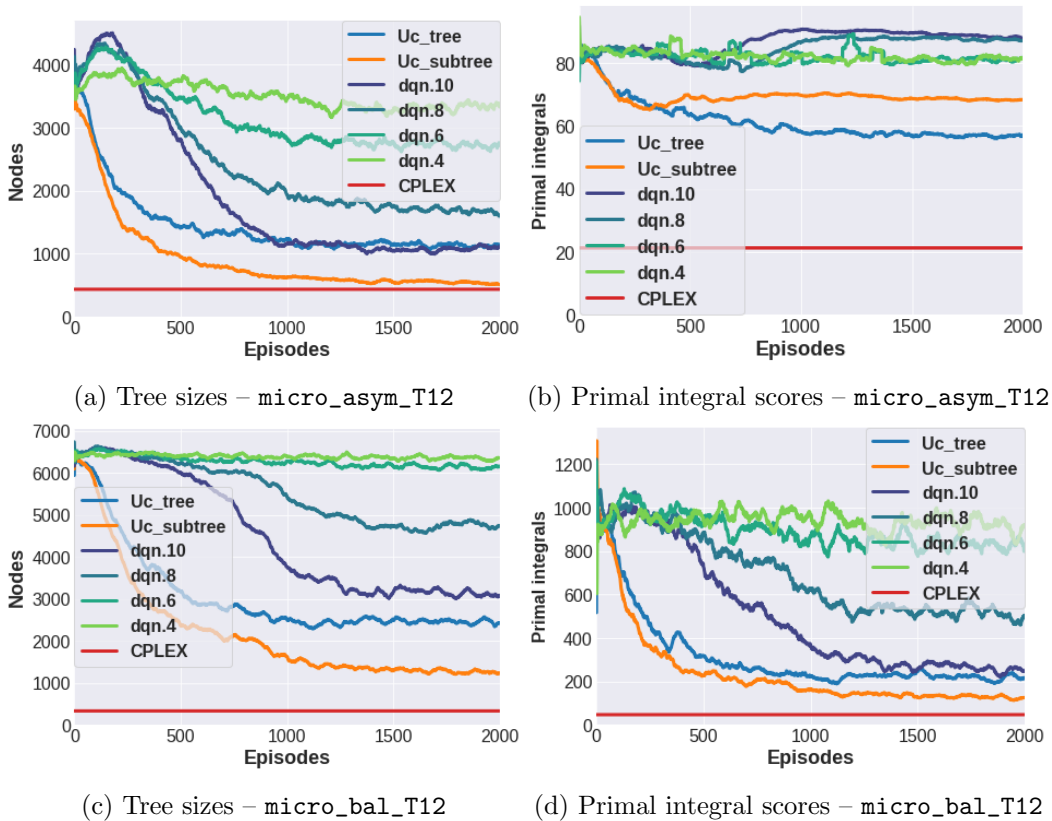 Nodes
4000
3000
2000
1000
0
0 500 1000 1500 2000
Episodes
Uc_tree
Uc_subtree
dqn.10
dqn.8
dqn.6
dqn.4
CPLEX
(a) Tree sizes – micro_asym_T12
Primal integrals
80
60
40
20
0
0 500 1000 1500 2000
Episodes
Uc_tree
Uc_subtree
dqn.10
dqn.8
dqn.6
dqn.4
CPLEX
(b) Primal integral scores – micro_asym_T12
Nodes
7000
6000
5000
4000
3000
2000
1000
0
0 500 1000 1500 2000
Episodes
Uc_tree
Uc_subtree
dqn.10
dqn.8
dqn.6
dqn.4
CPLEX
(c) Tree sizes – micro_bal_T12
Primal integrals
1200
1000
800
600
400
200
0
0 500 1000 1500 2000
Episodes
Uc_tree
Uc_subtree
dqn.10
dqn.8
dqn.6
dqn.4
CPLEX
(d) Primal integral scores – micro_bal_T12